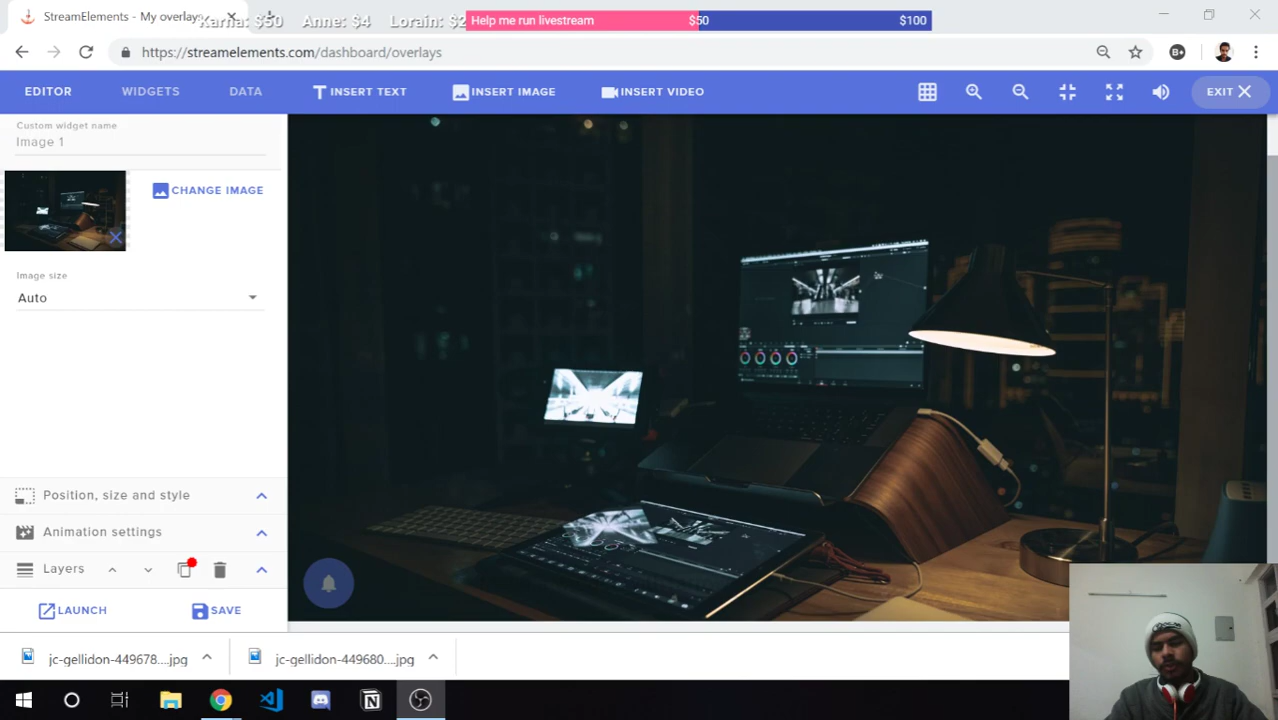 StreamElements - My overlays
Karna: $50 Anne: $4 Lorain: $2
Help me run livestream $50 $100
https://streamelements.com/dashboard/overlays
B+
EDITOR WIDGETS DATA INSERT TEXT INSERT IMAGE INSERT VIDEO EXIT
Custom widget name
Image 1
CHANGE IMAGE
Image size
Auto
Position, size and style
Animation settings
Layers
LAUNCH SAVE
jc-gellidon-449678....jpg jc-gellidon-449680....jpg